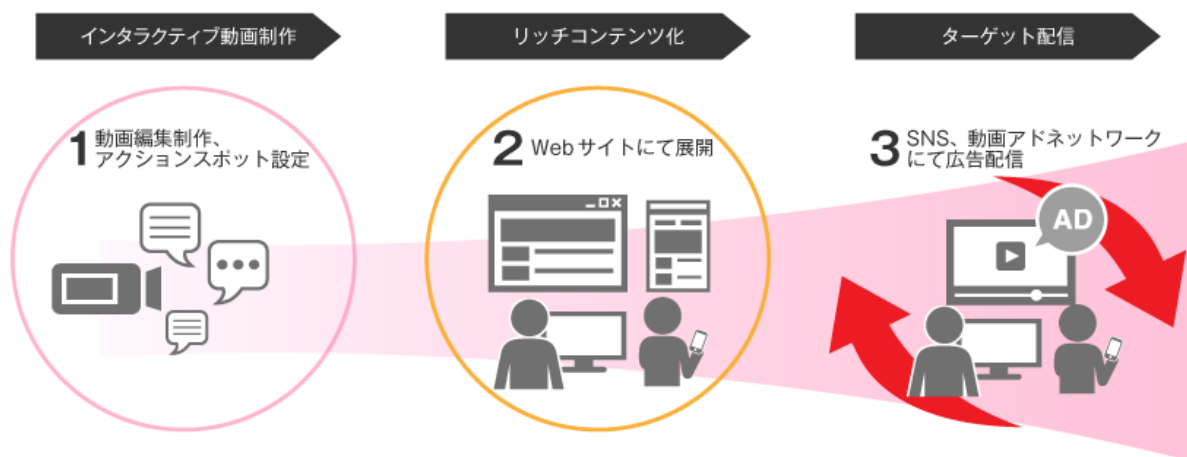 インタラクティブ動画制作
リッチコンテンツ化
ターゲット配信
1 動画編集制作、
アクションスポット設定
2 Webサイトにて展開
3 SNS、動画アドネットワーク
にて広告配信
AD